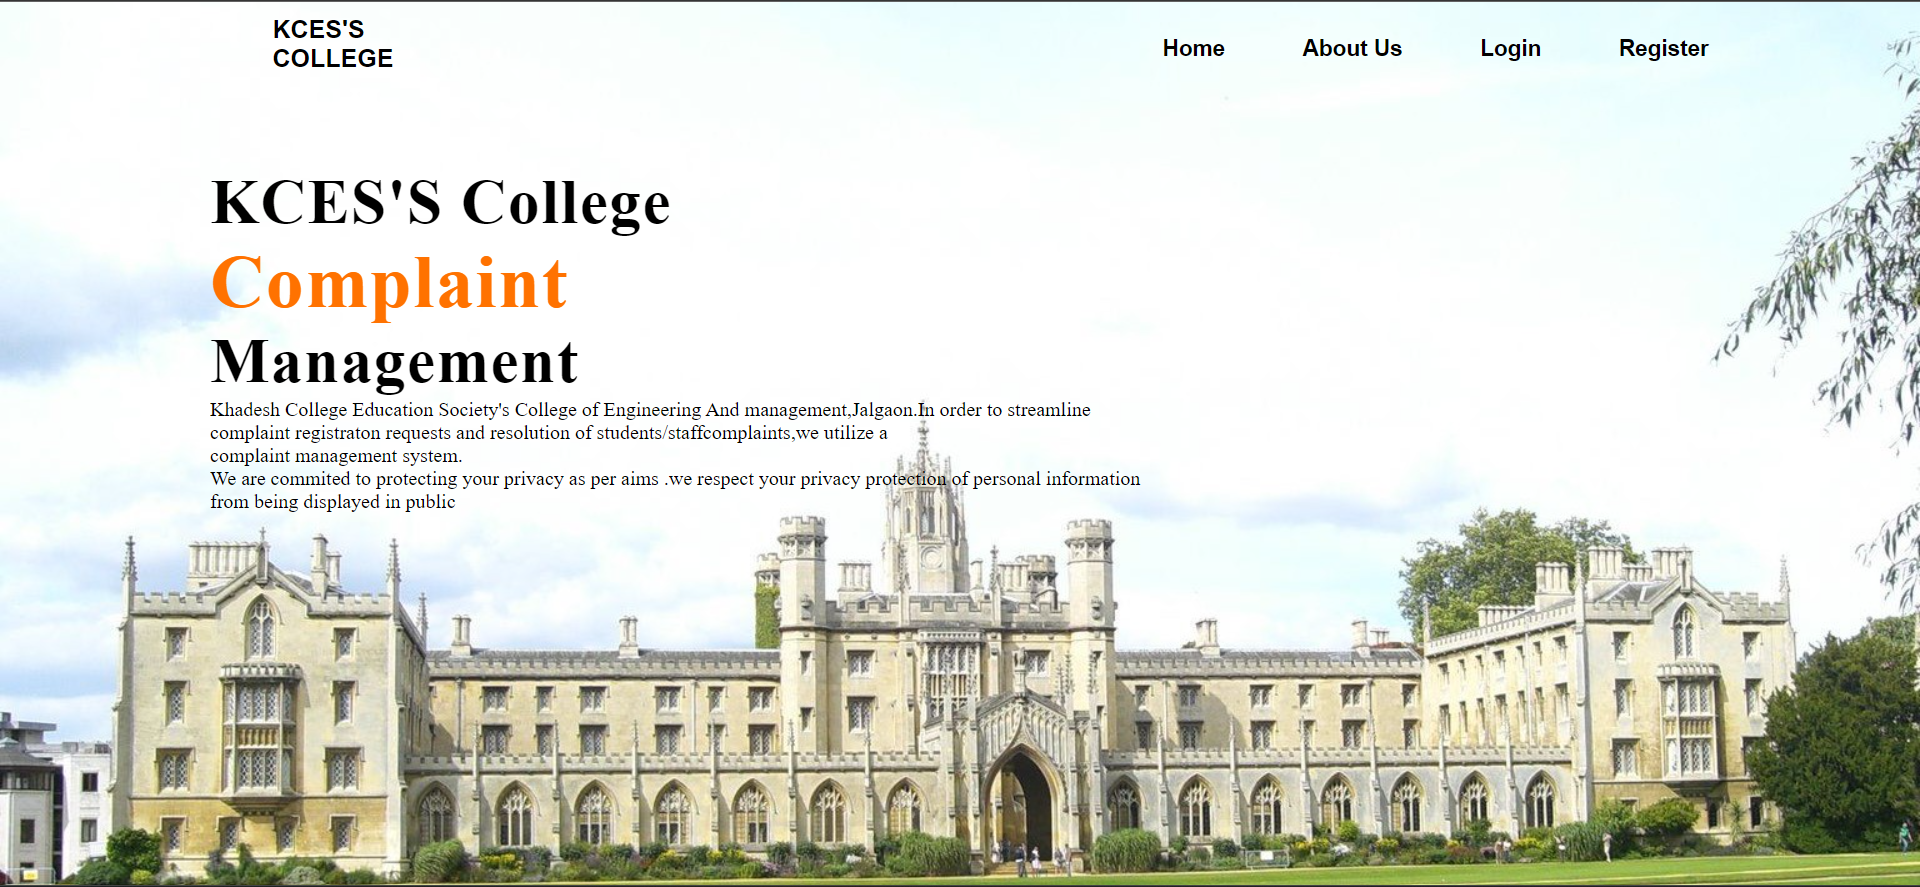 KCES'S
COLLEGE
Home
About Us
Login
Register
KCES'S College
Complaint
Management
Khadesh College Education Society's College of Engineering And management,Jalgaon.In order to streamline
complaint registraton requests and resolution of students/staffcomplaints,we utilize a
complaint management system.
We are commited to protecting your privacy as per aims .we respect your privacy protection of personal information
from being displayed in public